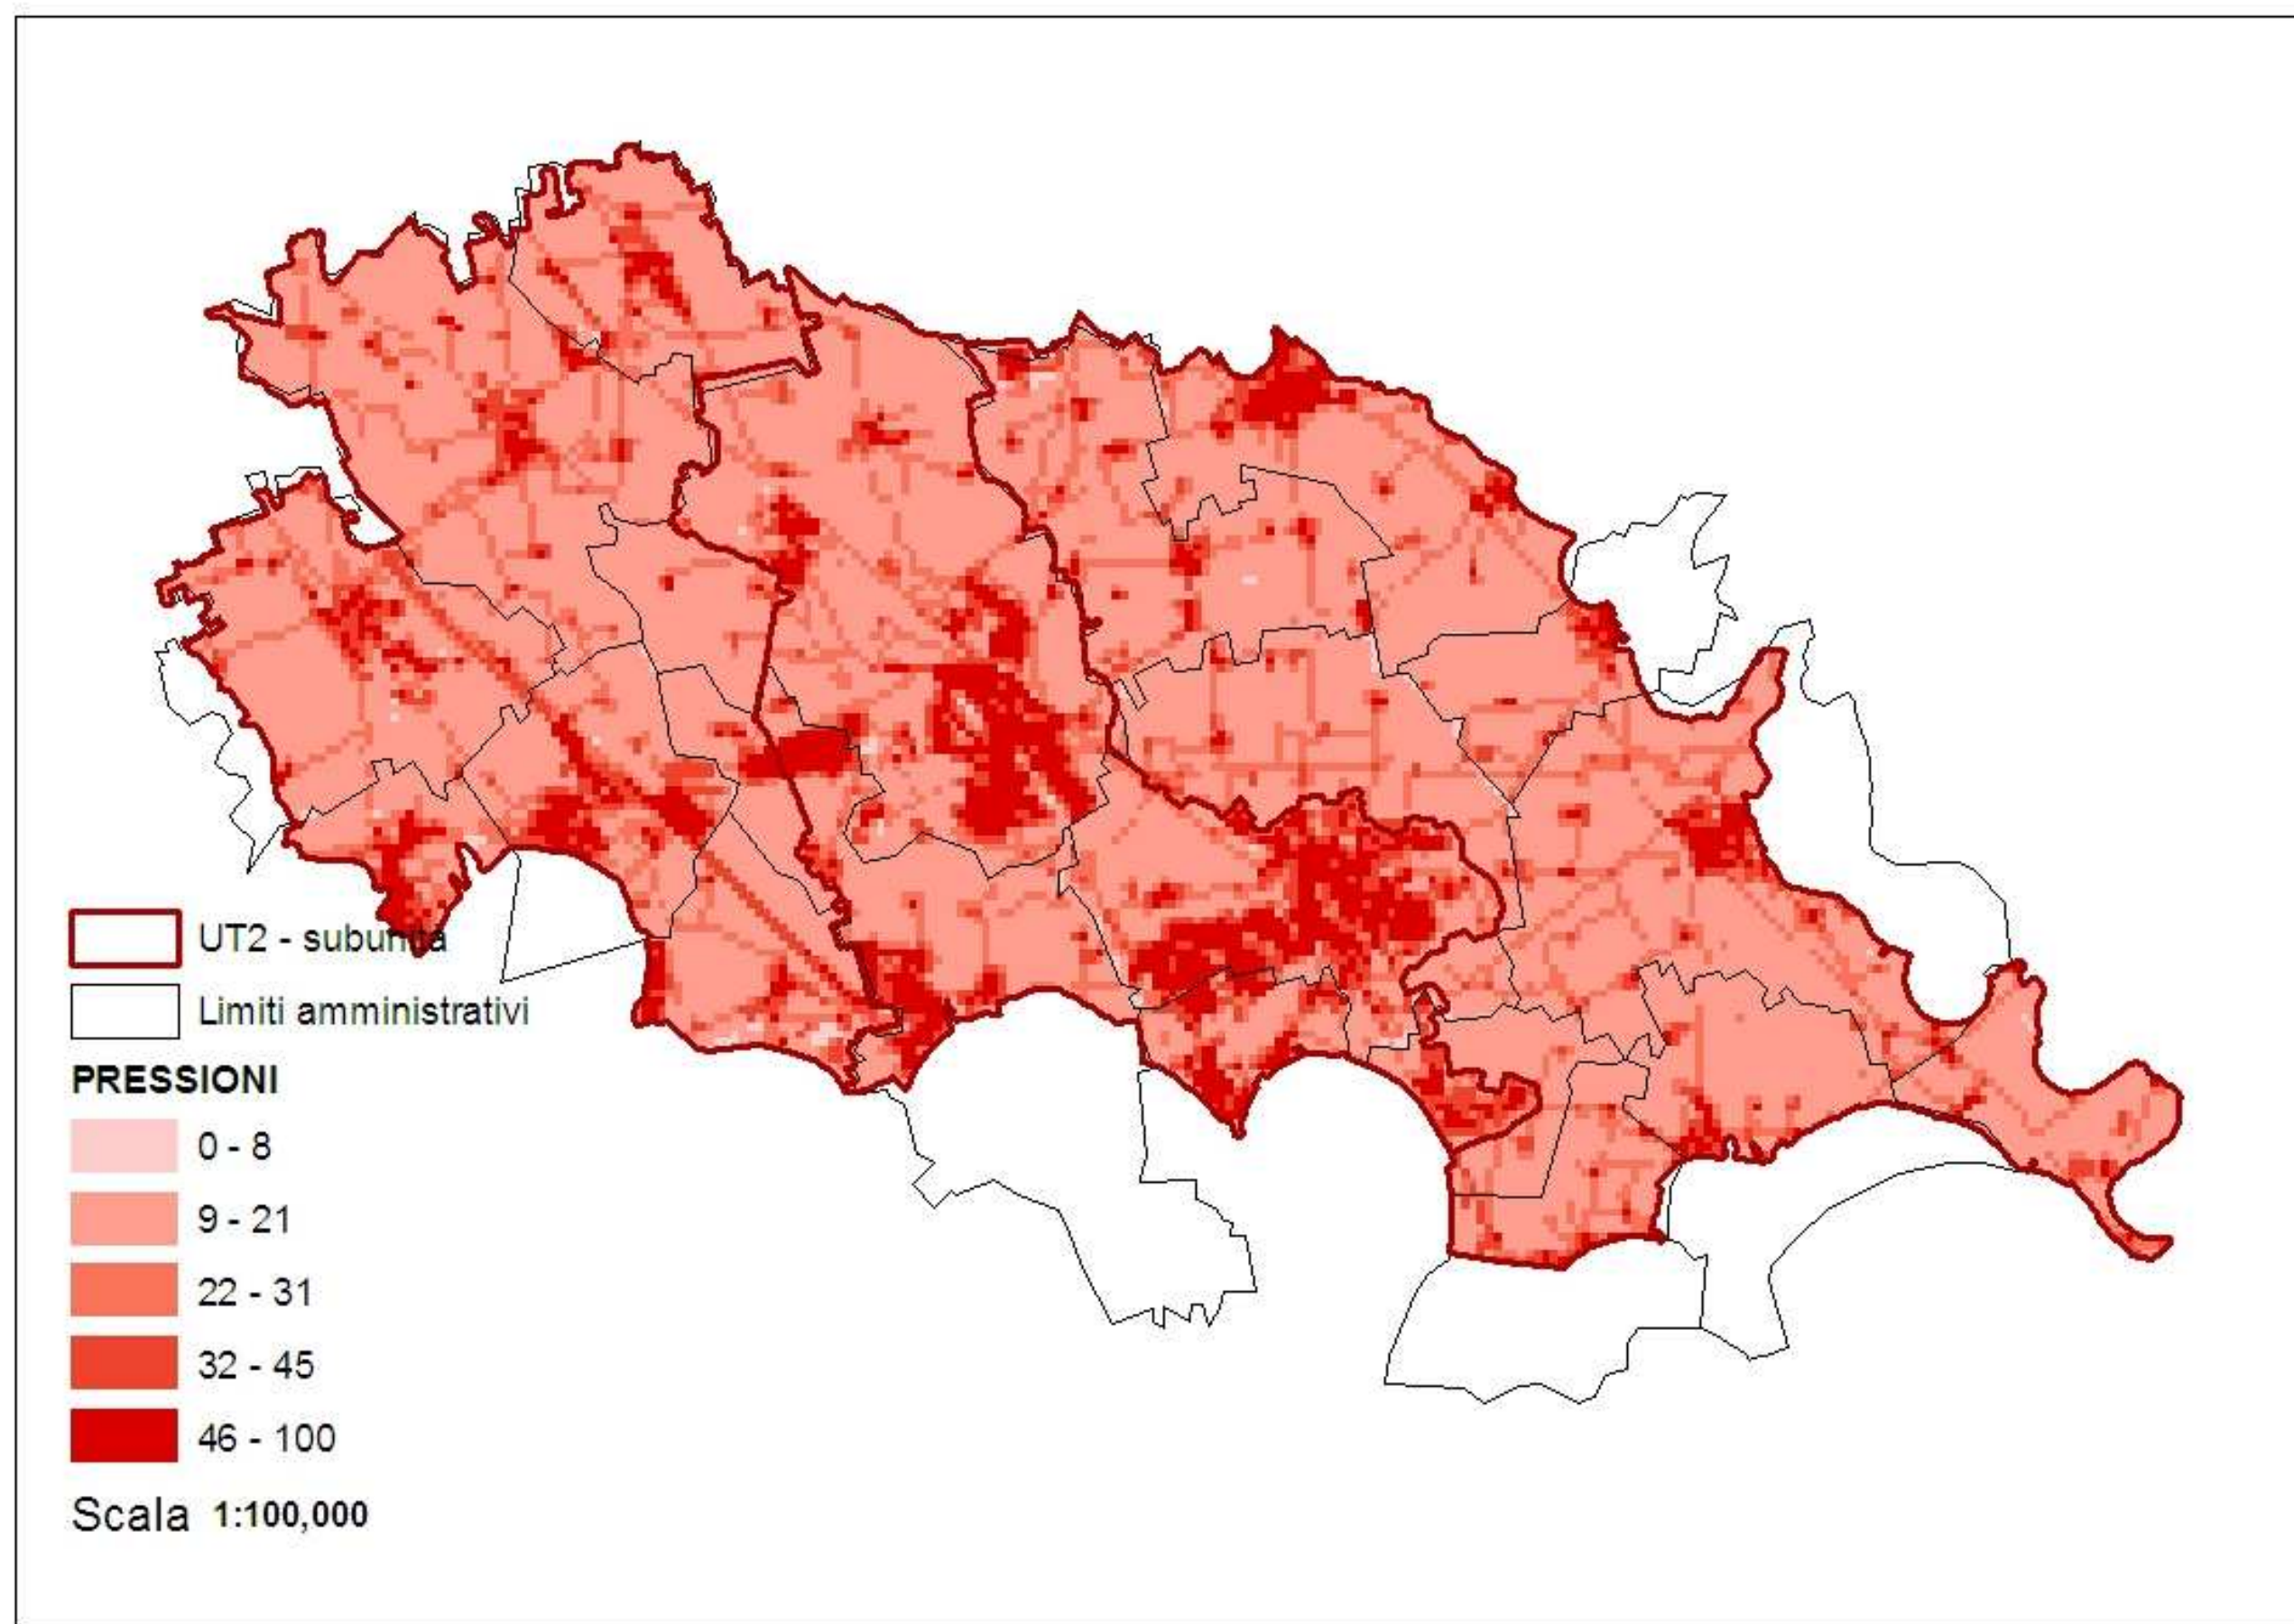 UT2 - subunità
Limiti amministrativi
PRESSIONI
0 - 8
9 - 21
22 - 31
32 - 45
46 - 100
Scala 1:100,000